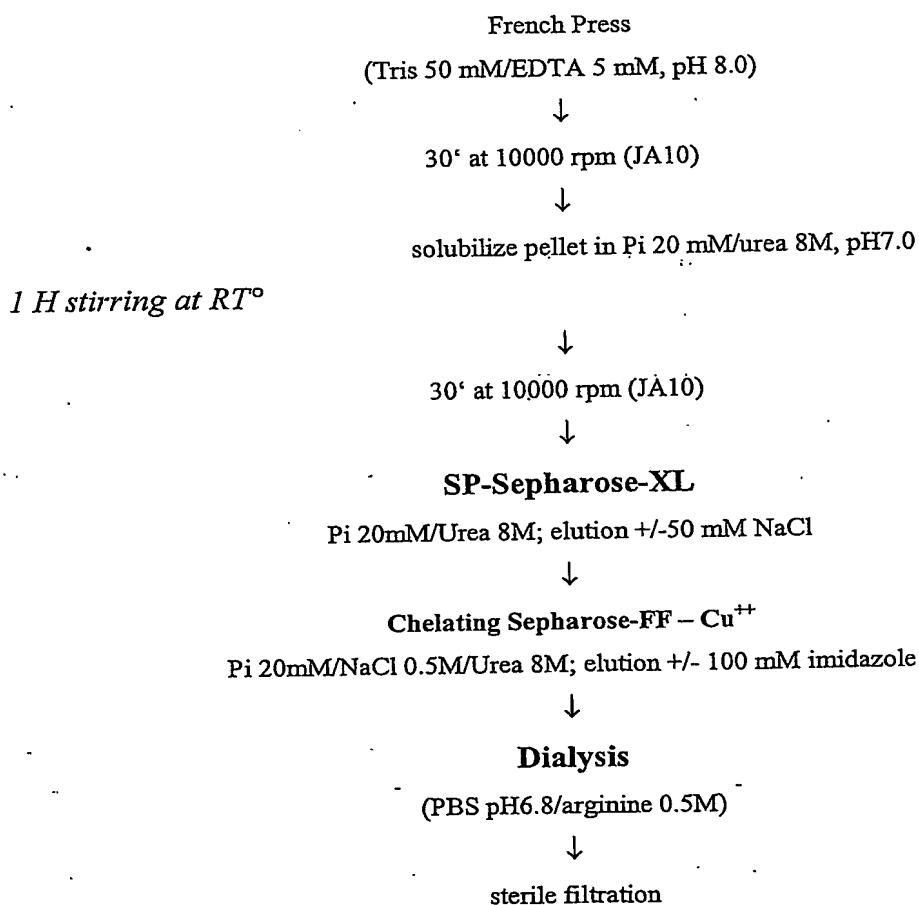 French Press
(Tris 50 mM/EDTA 5 mM, pH 8.0)
↓
30‘ at 10000 rpm (JA10)
↓
solubilize pellet in Pi 20 mM/urea 8M, pH7.0
1 H stirring at RT°
↓
30‘ at 10000 rpm (JA10)
↓
SP-Sepharose-XL
Pi 20mM/Urea 8M; elution +/-50 mM NaCl
↓
Chelating Sepharose-FF – Cu⁺⁺
Pi 20mM/NaCl 0.5M/Urea 8M; elution +/- 100 mM imidazole
↓
Dialysis
(PBS pH6.8/arginine 0.5M)
↓
sterile filtration